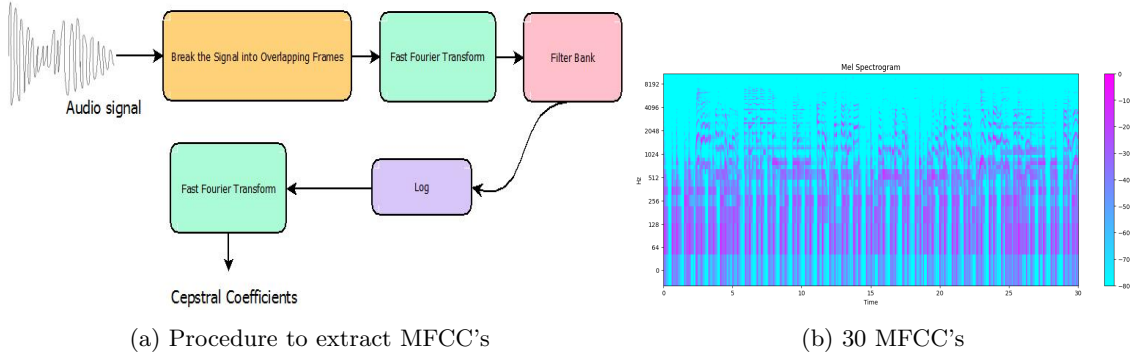 Audio signal
Break the Signal into Overlapping Frames
Fast Fourier Transform
Filter Bank
Fast Fourier Transform
Log
Cepstral Coefficients
(a) Procedure to extract MFCC's
Mel Spectrogram
Hz
8192
4096
2048
1024
512
256
128
64
0
0 5 10 15 20 25 30
Time
0
-10
-20
-30
-40
-50
-60
-70
-80
(b) 30 MFCC's